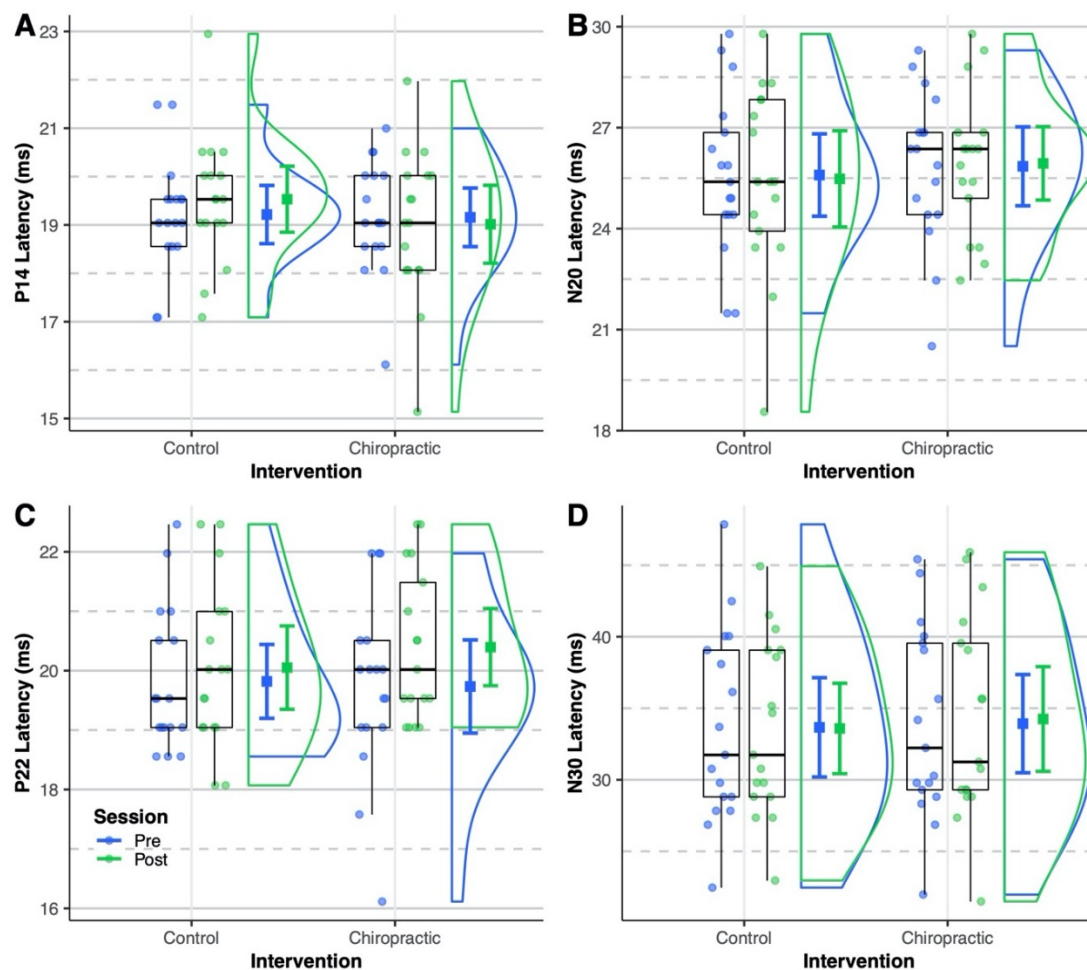 A
P14 Latency (ms)
23
21
19
17
15
Control
Chiropractic
Intervention
B
N20 Latency (ms)
30
27
24
21
18
Control
Chiropractic
Intervention
C
P22 Latency (ms)
22
20
18
16
Session
Pre
Post
Control
Chiropractic
Intervention
D
N30 Latency (ms)
40
30
Control
Chiropractic
Intervention